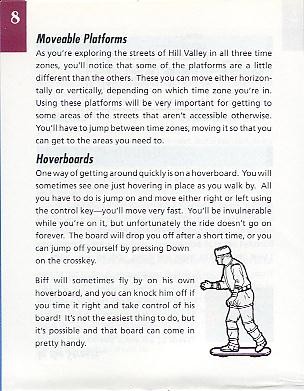 8
Moveable Platforms
As you're exploring the streets of Hill Valley in all three time
zones, you'll notice that some of the platforms are a little
different than the others. These you can move either horizon-
tally or vertically, depending on which time zone you're in.
Using these platforms will be very important for getting to
some areas of the streets that aren't accessible otherwise.
You'll have to jump between time zones, moving it so that you
can get to the areas you need to.
Hoverboards
One way of getting around quickly is on a hoverboard. You will
sometimes see one just hovering in place as you walk by. All
you have to do is jump on and move either right or left using
the control key—you'll move very fast. You'll be invulnerable
while you're on it, but unfortunately the ride doesn't go on
forever. The board will drop you off after a short time, or you
can jump off yourself by pressing Down
on the crosskey.
Biff will sometimes fly by on his own
hoverboard, and you can knock him off if
you time it right and take control of his
board! It's not the easiest thing to do, but
it's possible and that board can come in
pretty handy.